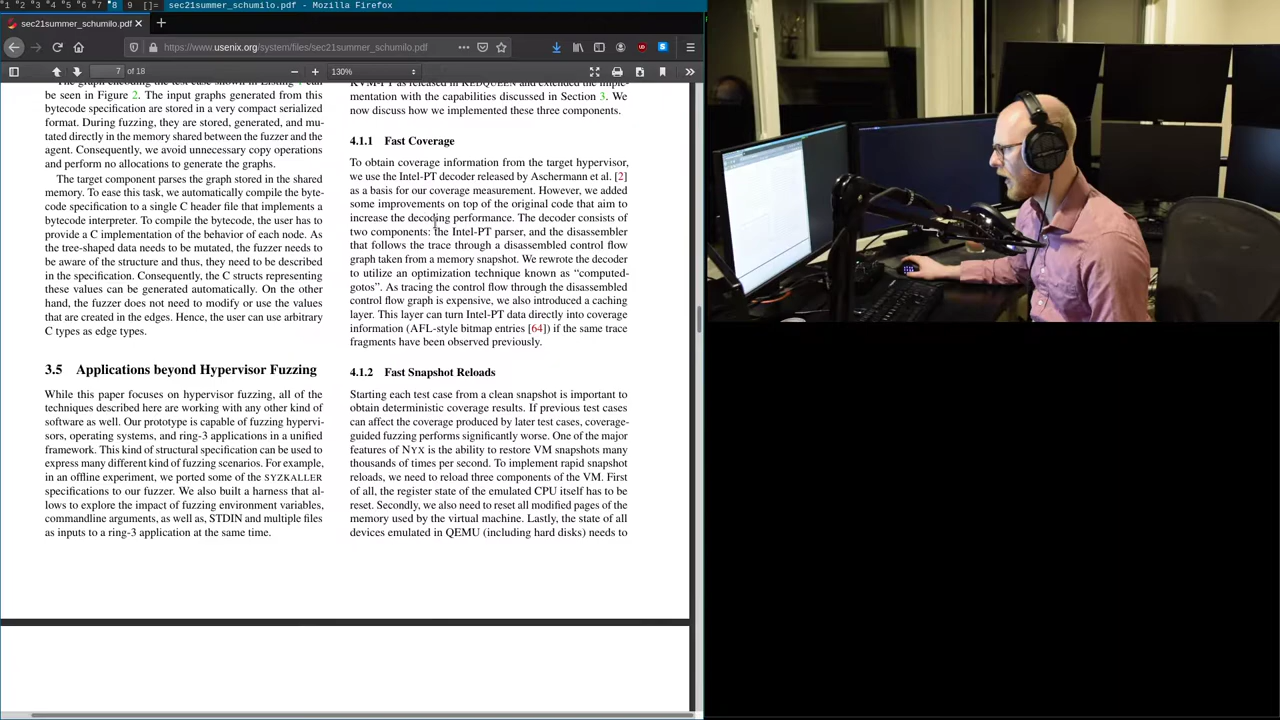 1 2 3 4 5 6 7 8 9 []= sec21summer_schumilo.pdf - Mozilla Firefox
sec21summer_schumilo.pdf
https://www.usenix.org/system/files/sec21summer_schumilo.pdf
7 of 18
130%
be seen in Figure 2. The input graphs generated from this
bytecode specification are stored in a very compact serialized
format. During fuzzing, they are stored, generated, and mu-
tated directly in the memory shared between the fuzzer and the
agent. Consequently, we avoid unnecessary copy operations
and perform no allocations to generate the graphs.
The target component parses the graph stored in the shared
memory. To ease this task, we automatically compile the byte-
code specification to a single C header file that implements a
bytecode interpreter. To compile the bytecode, the user has to
provide a C implementation of the behavior of each node. As
the tree-shaped data needs to be mutated, the fuzzer needs to
be aware of the structure and thus, they need to be described
in the specification. Consequently, the C structs representing
these values can be generated automatically. On the other
hand, the fuzzer does not need to modify or use the values
that are created in the edges. Hence, the user can use arbitrary
C types as edge types.
3.5 Applications beyond Hypervisor Fuzzing
While this paper focuses on hypervisor fuzzing, all of the
techniques described here are working with any other kind of
software as well. Our prototype is capable of fuzzing hypervi-
sors, operating systems, and ring-3 applications in a unified
framework. This kind of structural specification can be used to
express many different kind of fuzzing scenarios. For example,
in an offline experiment, we ported some of the SYZKALLER
specifications to our fuzzer. We also built a harness that al-
lows to explore the impact of fuzzing environment variables,
commandline arguments, as well as, STDIN and multiple files
as inputs to a ring-3 application at the same time.
mentation with the capabilities discussed in Section 3. We
now discuss how we implemented these three components.
4.1.1 Fast Coverage
To obtain coverage information from the target hypervisor,
we use the Intel-PT decoder released by Aschermann et al. [2]
as a basis for our coverage measurement. However, we added
some improvements on top of the original code that aim to
increase the decoding performance. The decoder consists of
two components: the Intel-PT parser, and the disassembler
that follows the trace through a disassembled control flow
graph taken from a memory snapshot. We rewrote the decoder
to utilize an optimization technique known as “computed-
gotos”. As tracing the control flow through the disassembled
control flow graph is expensive, we also introduced a caching
layer. This layer can turn Intel-PT data directly into coverage
information (AFL-style bitmap entries [64]) if the same trace
fragments have been observed previously.
4.1.2 Fast Snapshot Reloads
Starting each test case from a clean snapshot is important to
obtain deterministic coverage results. If previous test cases
can affect the coverage produced by later test cases, coverage-
guided fuzzing performs significantly worse. One of the major
features of NYX is the ability to restore VM snapshots many
thousands of times per second. To implement rapid snapshot
reloads, we need to reload three components of the VM. First
of all, the register state of the emulated CPU itself has to be
reset. Secondly, we also need to reset all modified pages of the
memory used by the virtual machine. Lastly, the state of all
devices emulated in QEMU (including hard disks) needs to